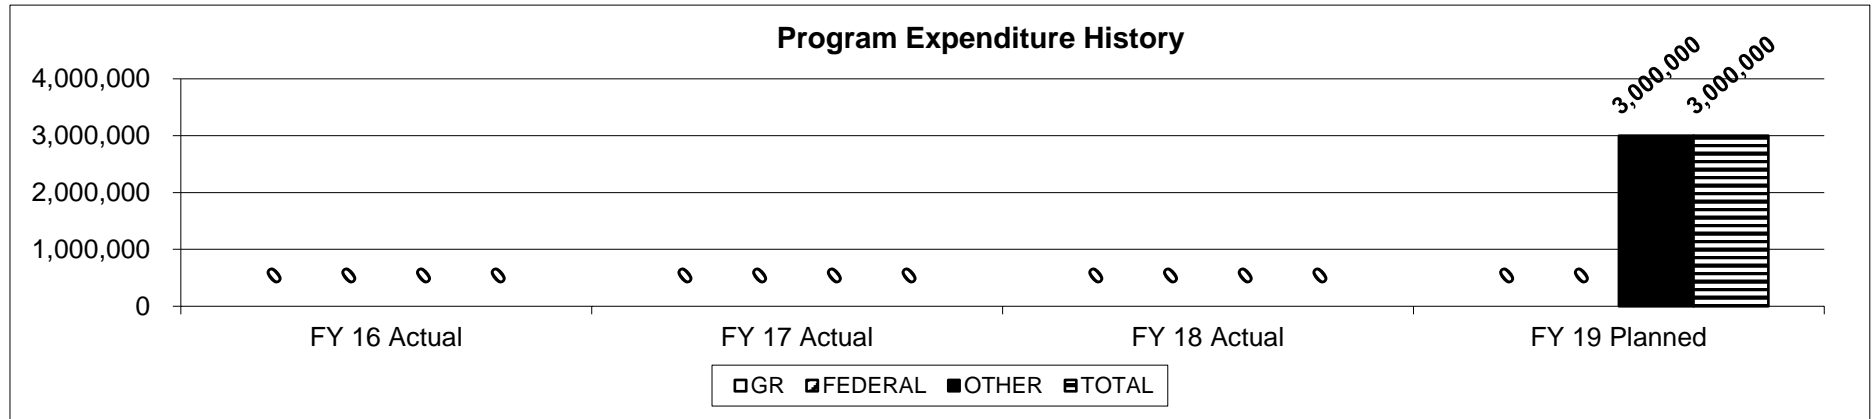 Program Expenditure History
3,000,000 3,000,000
4,000,000
3,000,000
2,000,000
1,000,000
0 0 0 0 0 0 0 0 0 0 0 0 0 0
0
FY 16 Actual FY 17 Actual FY 18 Actual FY 19 Planned
GR FEDERAL OTHER TOTAL